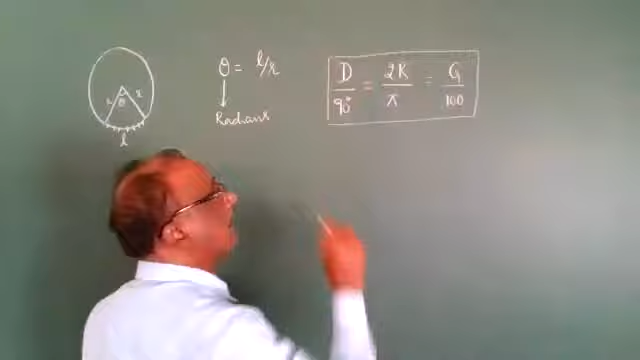 r θ r
l
θ = l/r
Radians
D/90° = 2R/π = G/100